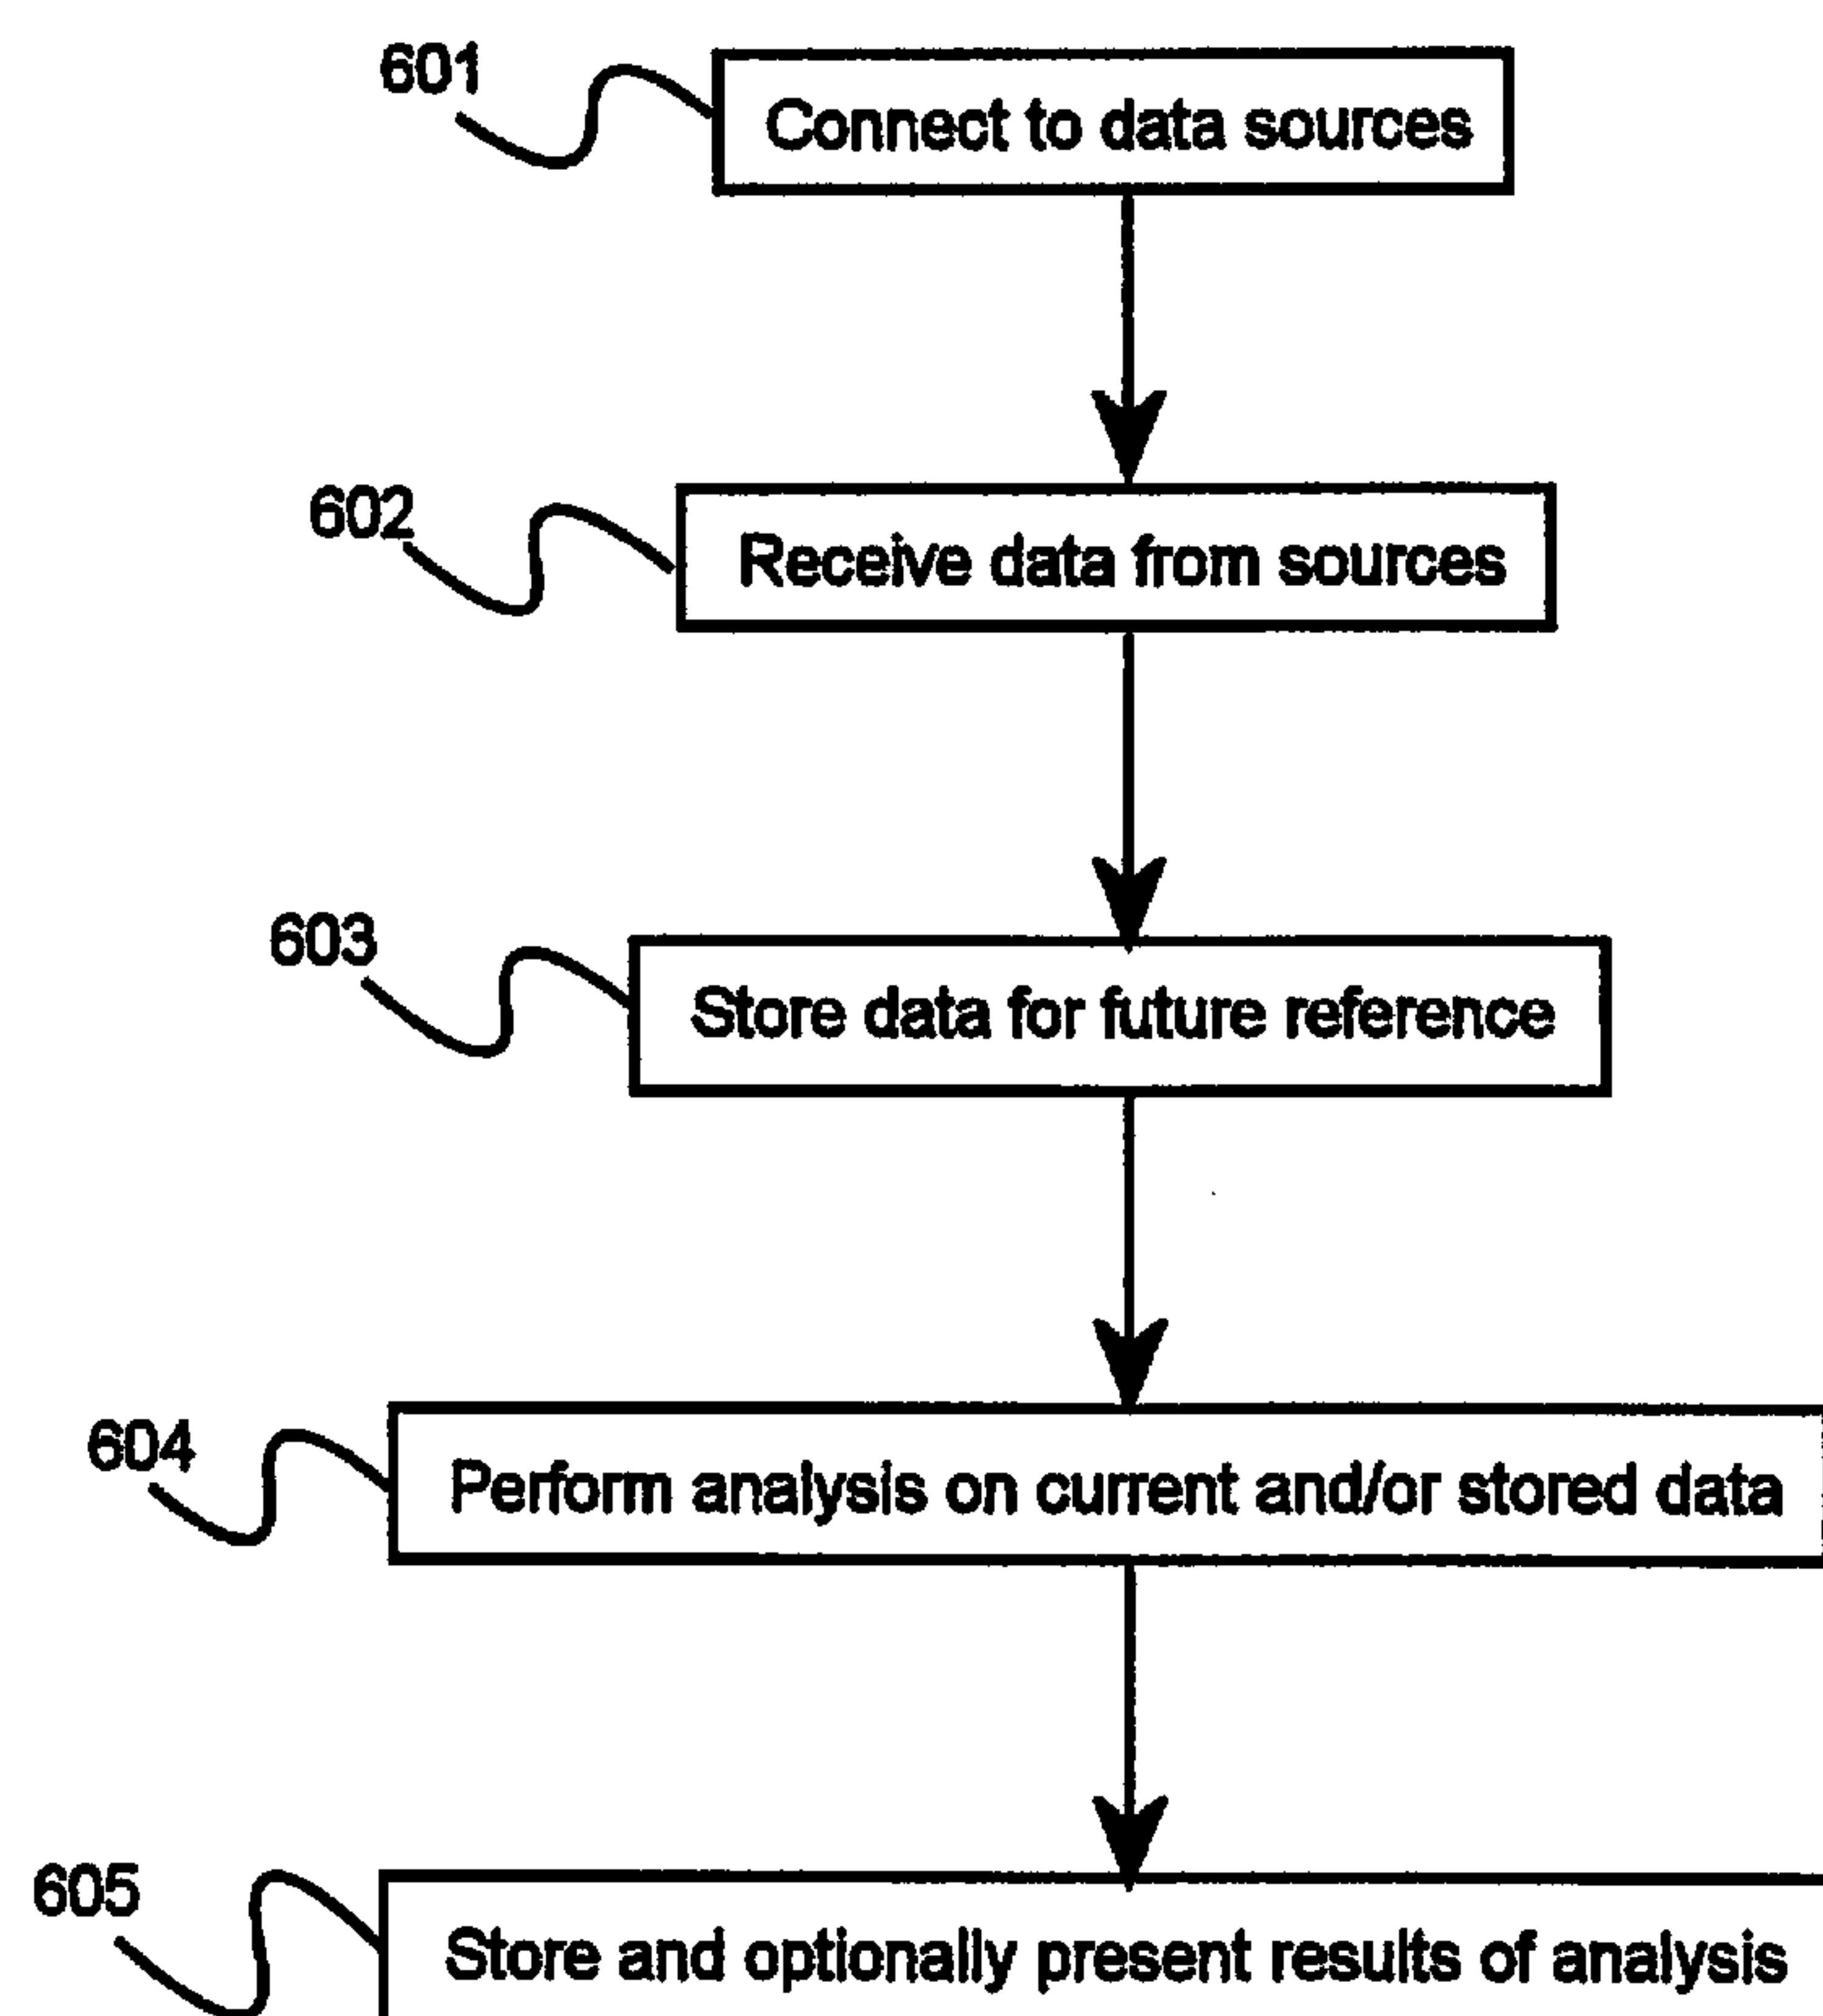 601
Connect to data sources
602
Receive data from sources
603
Store data for future reference
604
Perform analysis on current and/or stored data
605
Store and optionally present results of analysis